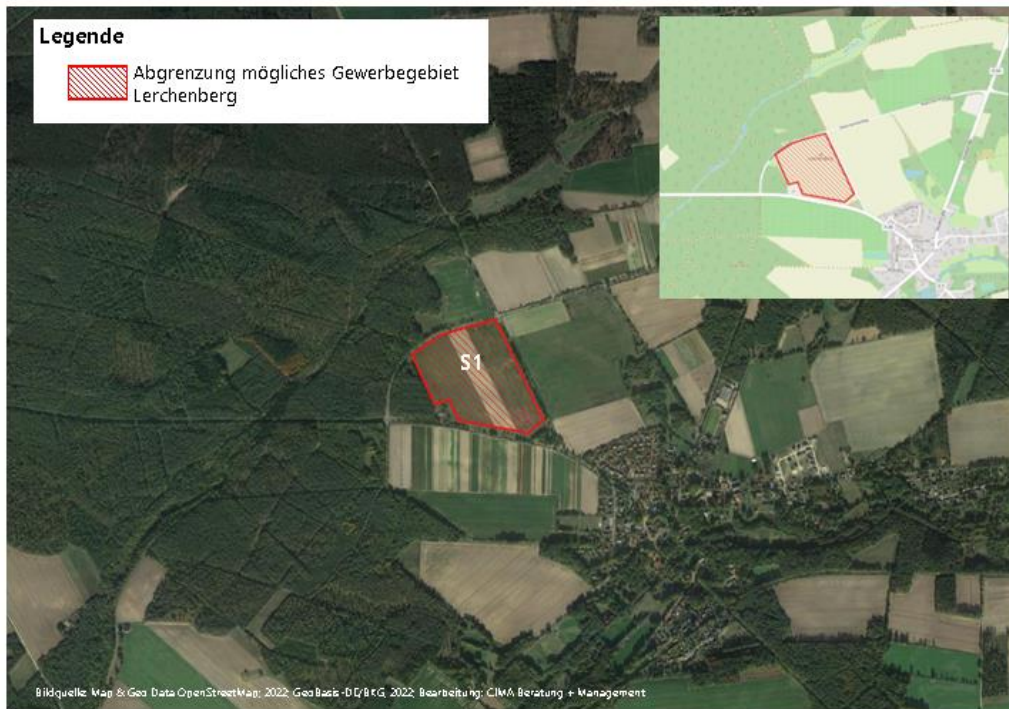 Legende
Abgrenzung mögliches Gewerbegebiet
Lerchenberg
S1
Bildquelle: Map & Geo Data OpenStreetMap; 2022; GeoBasis-DE/BKG, 2022; Bearbeitung: CIMA Beratung + Management